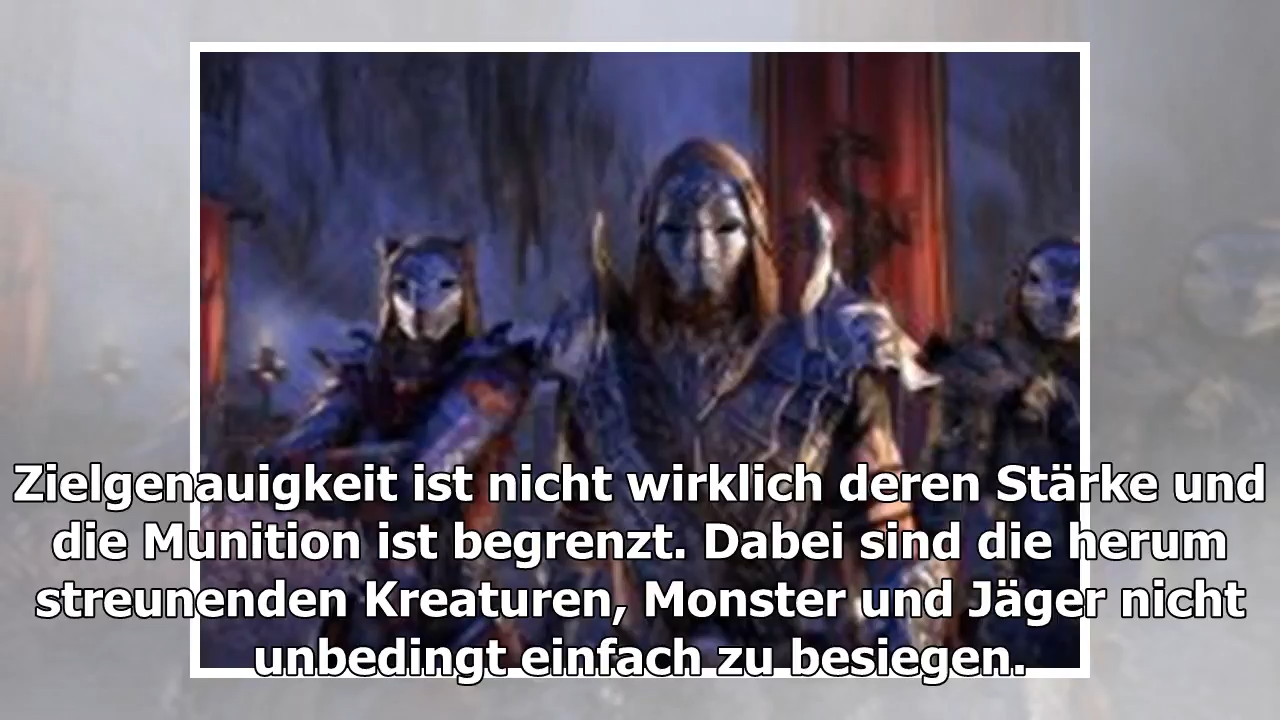 Zielgenauigkeit ist nicht wirklich deren Stärke und
die Munition ist begrenzt. Dabei sind die herum
streunenden Kreaturen, Monster und Jäger nicht
unbedingt einfach zu besiegen.